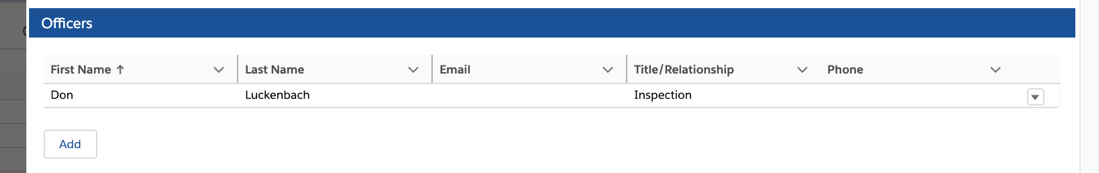 Officers
First Name ↑ Last Name Email Title/Relationship Phone
Don Luckenbach Inspection
Add